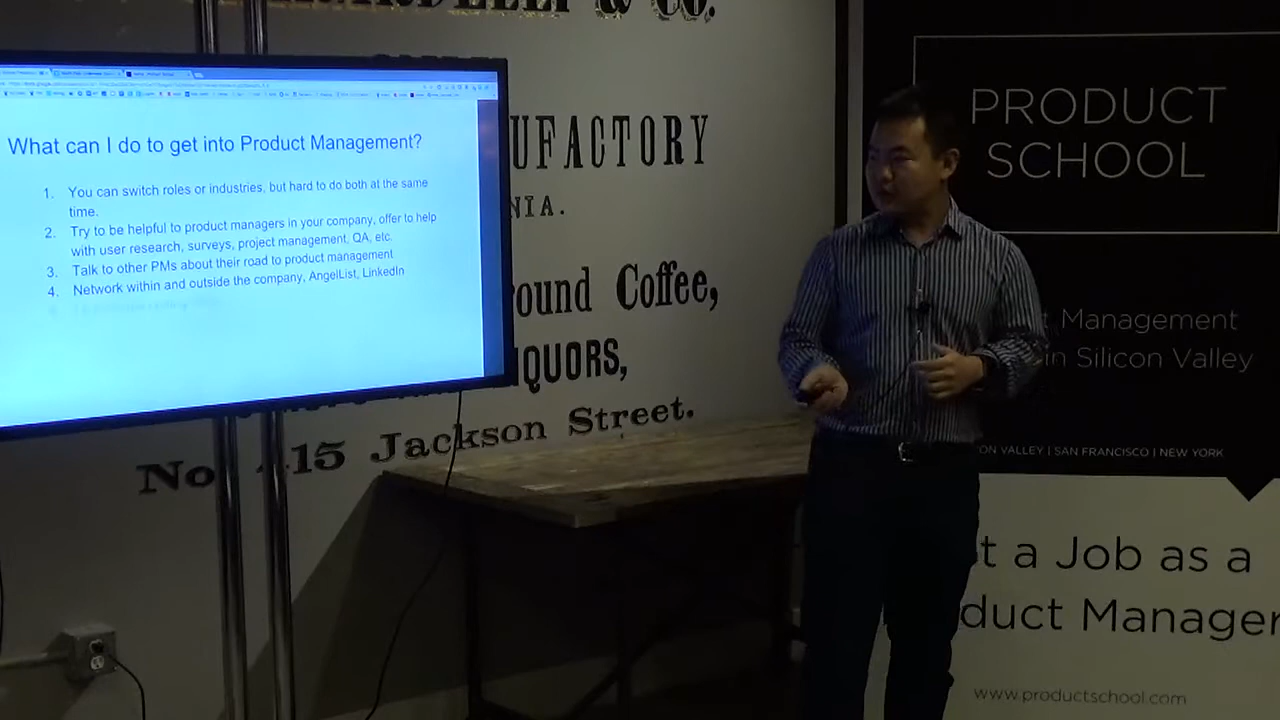 & Co.
What can I do to get into Product Management?
1. You can switch roles or industries, but hard to do both at the same
time.
2. Try to be helpful to product managers in your company, offer to help
with user research, surveys, project management, QA, etc.
3. Talk to other PMs about their road to product management
4. Network within and outside the company, AngelList, LinkedIn
UFACTORY
NIA.
ound Coffee,
IQUORS,
No 415 Jackson Street.
PRODUCT
SCHOOL
t Management
in Silicon Valley
ON VALLEY | SAN FRANCISCO | NEW YORK
t a Job as a
duct Manager
www.productschool.com